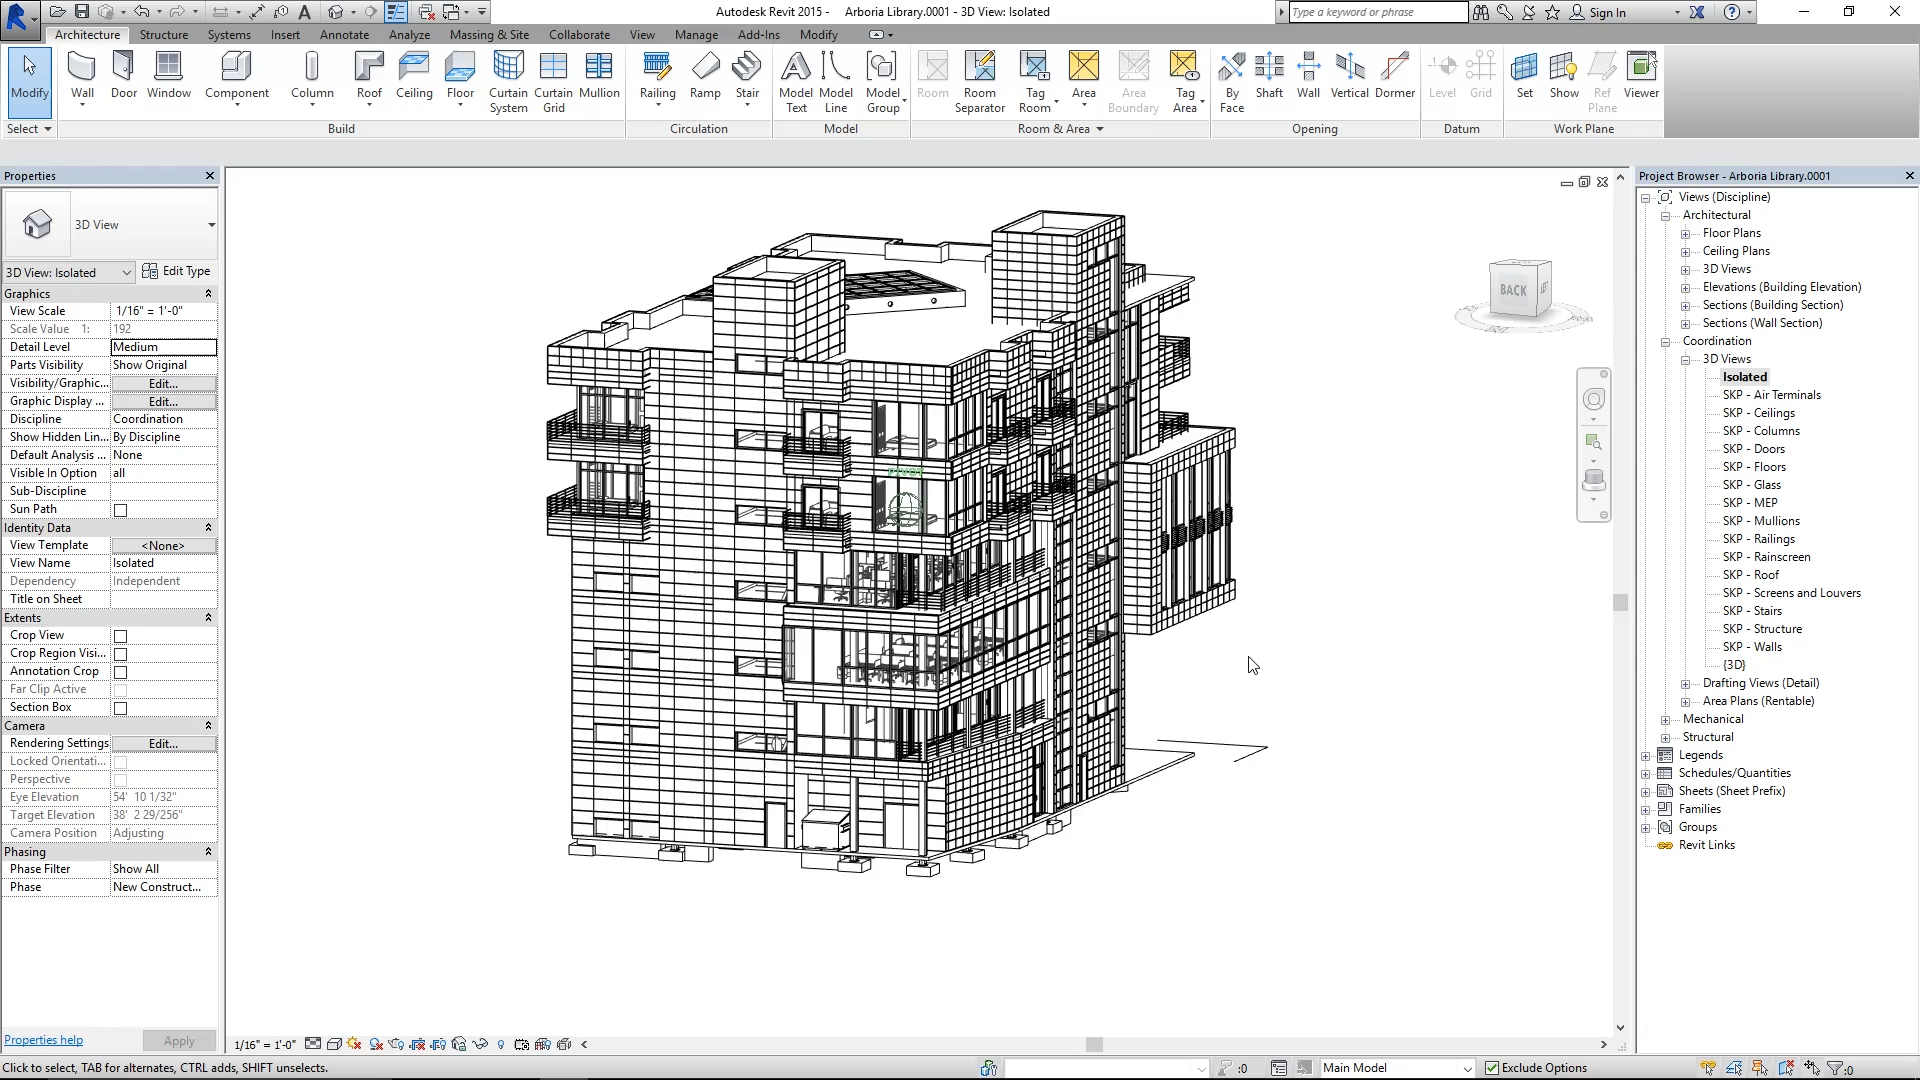 Autodesk Revit 2015 - Arboria Library.0001 - 3D View: Isolated
Type a keyword or phrase
Sign In
Architecture Structure Systems Insert Annotate Analyze Massing & Site Collaborate View Manage Add-Ins Modify
Modify
Wall
Door
Window
Component
Column
Roof
Ceiling
Floor
Curtain System
Curtain Grid
Mullion
Railing
Ramp
Stair
Model Text
Model Line
Model Group
Room
Room Separator
Tag Room
Area
Area Boundary
Tag Area
By Face
Shaft
Wall
Vertical
Dormer
Level
Grid
Set
Show
Ref Plane
Viewer
Select
Build
Circulation
Model
Room & Area
Opening
Datum
Work Plane
Properties
3D View
3D View: Isolated
Edit Type
Graphics
View Scale 1/16" = 1'-0"
Scale Value 1: 192
Detail Level Medium
Parts Visibility Show Original
Visibility/Graphic... Edit...
Graphic Display ... Edit...
Discipline Coordination
Show Hidden Lin... By Discipline
Default Analysis ... None
Visible In Option all
Sub-Discipline
Sun Path
Identity Data
View Template <None>
View Name Isolated
Dependency Independent
Title on Sheet
Extents
Crop View
Crop Region Visi...
Annotation Crop
Far Clip Active
Section Box
Camera
Rendering Settings Edit...
Locked Orientati...
Perspective
Eye Elevation 54' 10 1/32"
Target Elevation 38' 2 29/256"
Camera Position Adjusting
Phasing
Phase Filter Show All
Phase New Construct...
Properties help
Apply
PIVOT
BACK
LEFT
Project Browser - Arboria Library.0001
Views (Discipline)
Architectural
Floor Plans
Ceiling Plans
3D Views
Elevations (Building Elevation)
Sections (Building Section)
Sections (Wall Section)
Coordination
3D Views
Isolated
SKP - Air Terminals
SKP - Ceilings
SKP - Columns
SKP - Doors
SKP - Floors
SKP - Glass
SKP - MEP
SKP - Mullions
SKP - Railings
SKP - Rainscreen
SKP - Roof
SKP - Screens and Louvers
SKP - Stairs
SKP - Structure
SKP - Walls
{3D}
Drafting Views (Detail)
Area Plans (Rentable)
Mechanical
Structural
Legends
Schedules/Quantities
Sheets (Sheet Prefix)
Families
Groups
Revit Links
1/16" = 1'-0"
Click to select, TAB for alternates, CTRL adds, SHIFT unselects.
:0
Main Model
Exclude Options
:0